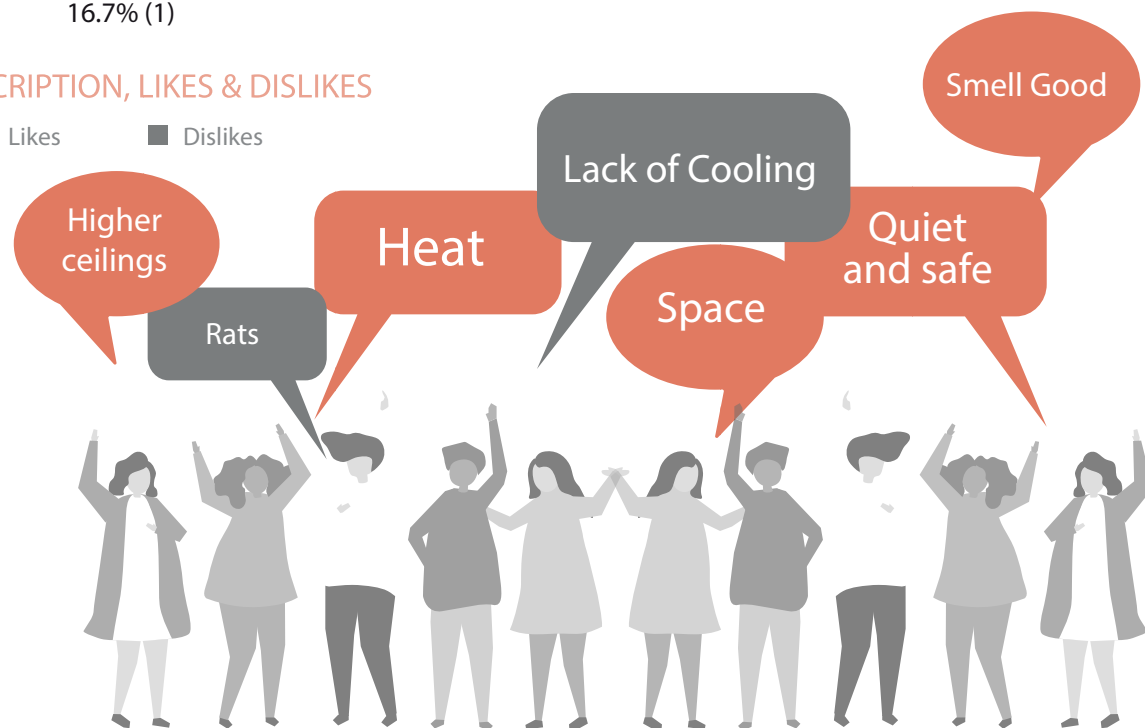 16.7% (1)
CRIPTION, LIKES & DISLIKES
Likes
Dislikes
Smell Good
Lack of Cooling
Higher
ceilings
Heat
Quiet
and safe
Space
Rats